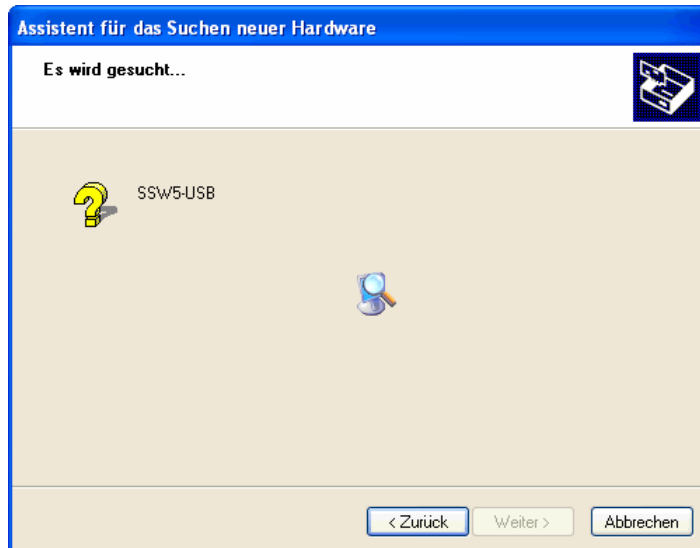 Assistent für das Suchen neuer Hardware
Es wird gesucht...
SSW5-USB
< Zurück
Weiter >
Abbrechen